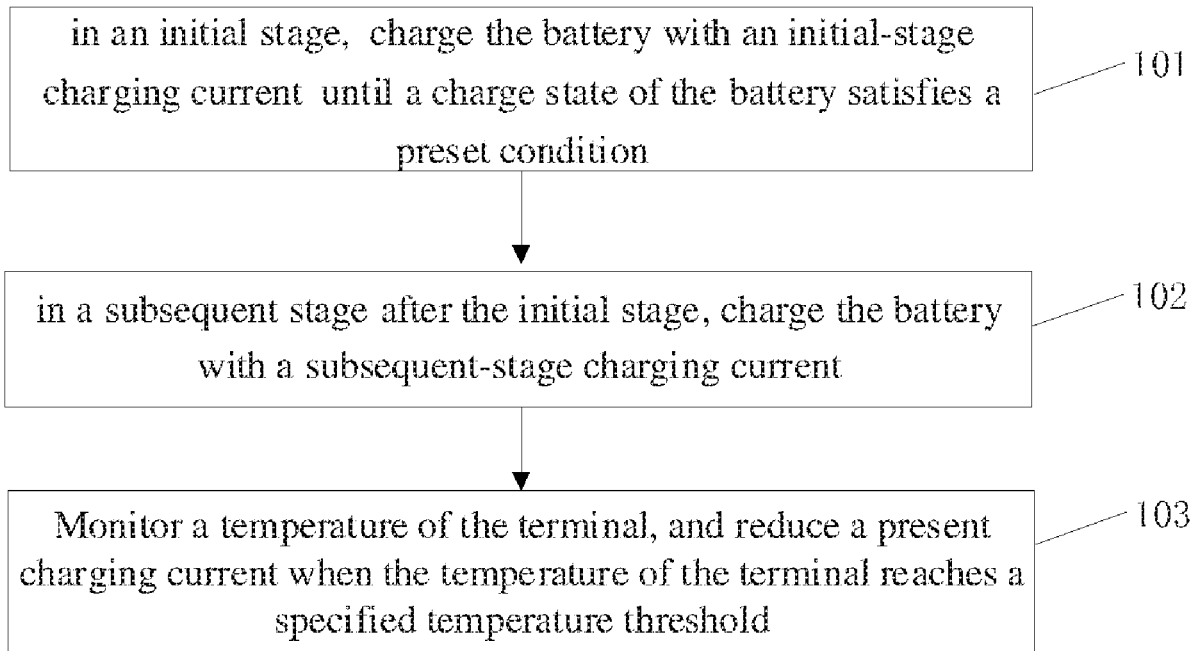 in an initial stage, charge the battery with an initial-stage
charging current until a charge state of the battery satisfies a
preset condition
101
in a subsequent stage after the initial stage, charge the battery
with a subsequent-stage charging current
102
Monitor a temperature of the terminal, and reduce a present
charging current when the temperature of the terminal reaches a
specified temperature threshold
103